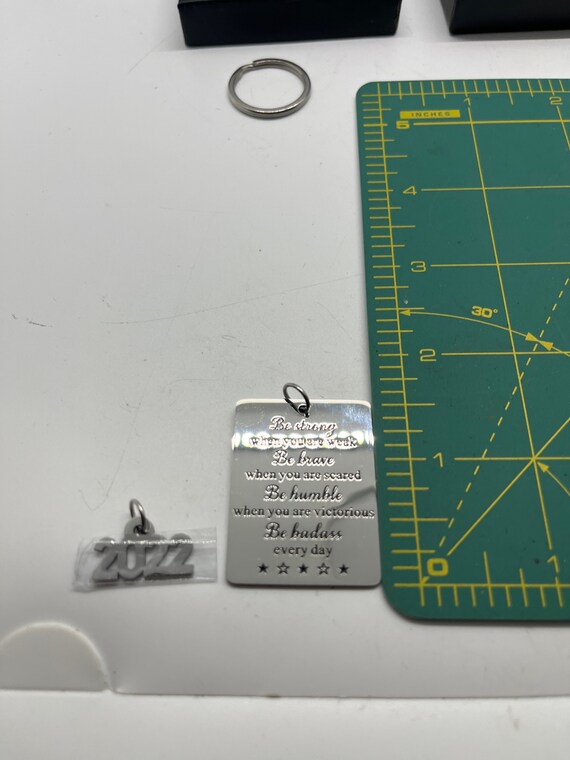 INCHES
1
2
5
4
3
30°
2
1
0
1
Be strong
when you are weak
Be brave
when you are scared
Be humble
when you are victorious
Be badass
every day
2022